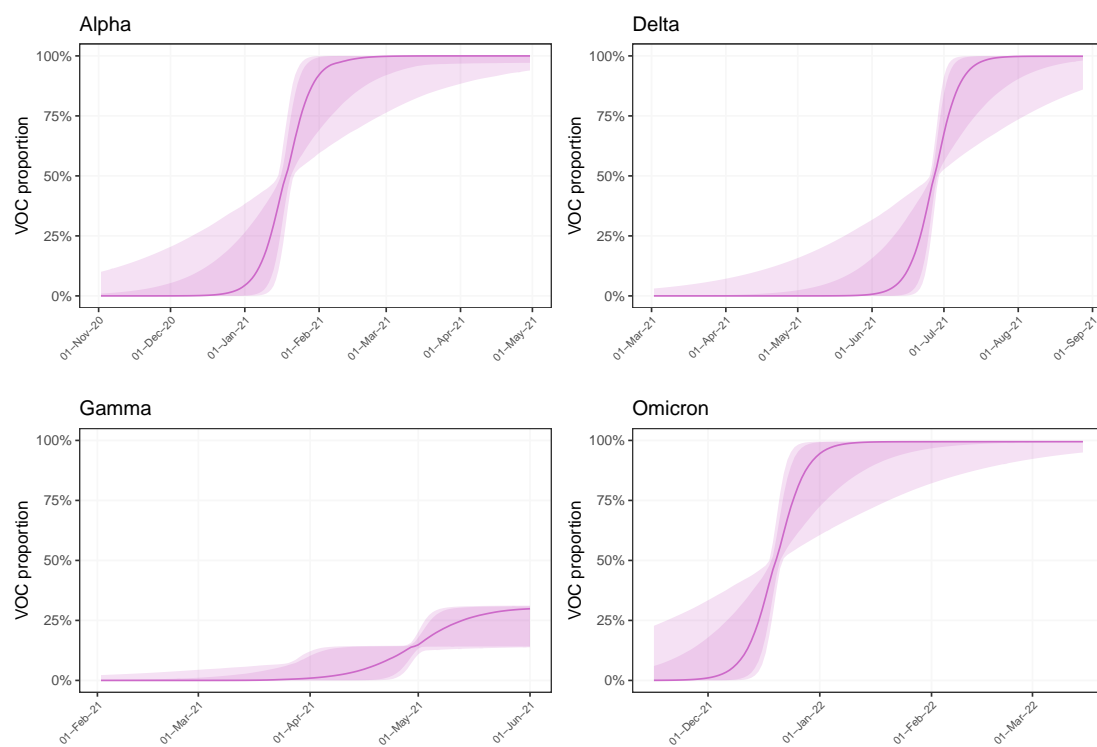 Alpha
VOC proportion
100%
75%
50%
25%
0%
01−Nov−20
01−Dec−20
01−Jan−21
01−Feb−21
01−Mar−21
01−Apr−21
01−May−21
Delta
VOC proportion
100%
75%
50%
25%
0%
01−Mar−21
01−Apr−21
01−May−21
01−Jun−21
01−Jul−21
01−Aug−21
01−Sep−21
Gamma
VOC proportion
100%
75%
50%
25%
0%
01−Feb−21
01−Mar−21
01−Apr−21
01−May−21
01−Jun−21
Omicron
VOC proportion
100%
75%
50%
25%
0%
01−Dec−21
01−Jan−22
01−Feb−22
01−Mar−22